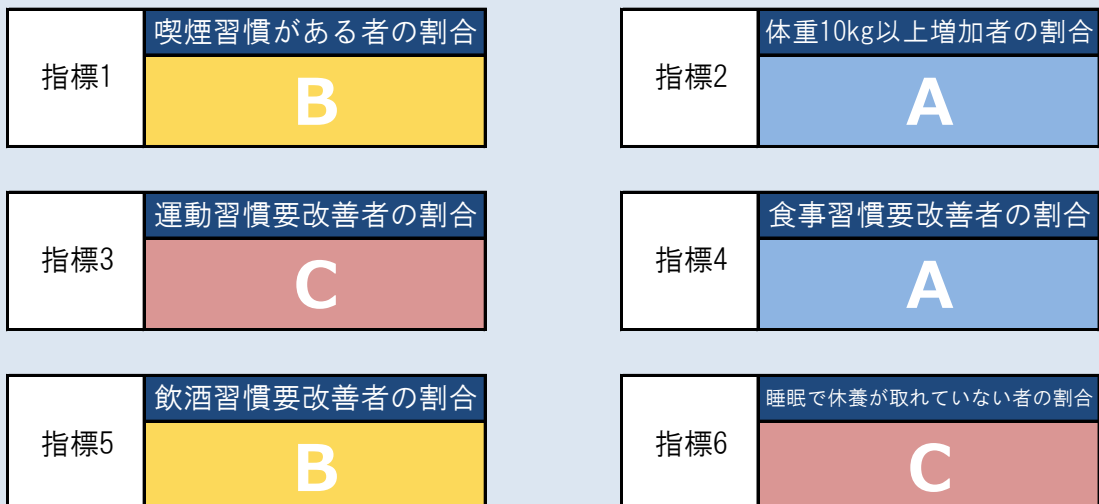 指標1
喫煙習慣がある者の割合
B
指標2
体重10kg以上増加者の割合
A
指標3
運動習慣要改善者の割合
C
指標4
食事習慣要改善者の割合
A
指標5
飲酒習慣要改善者の割合
B
指標6
睡眠で休養が取れていない者の割合
C